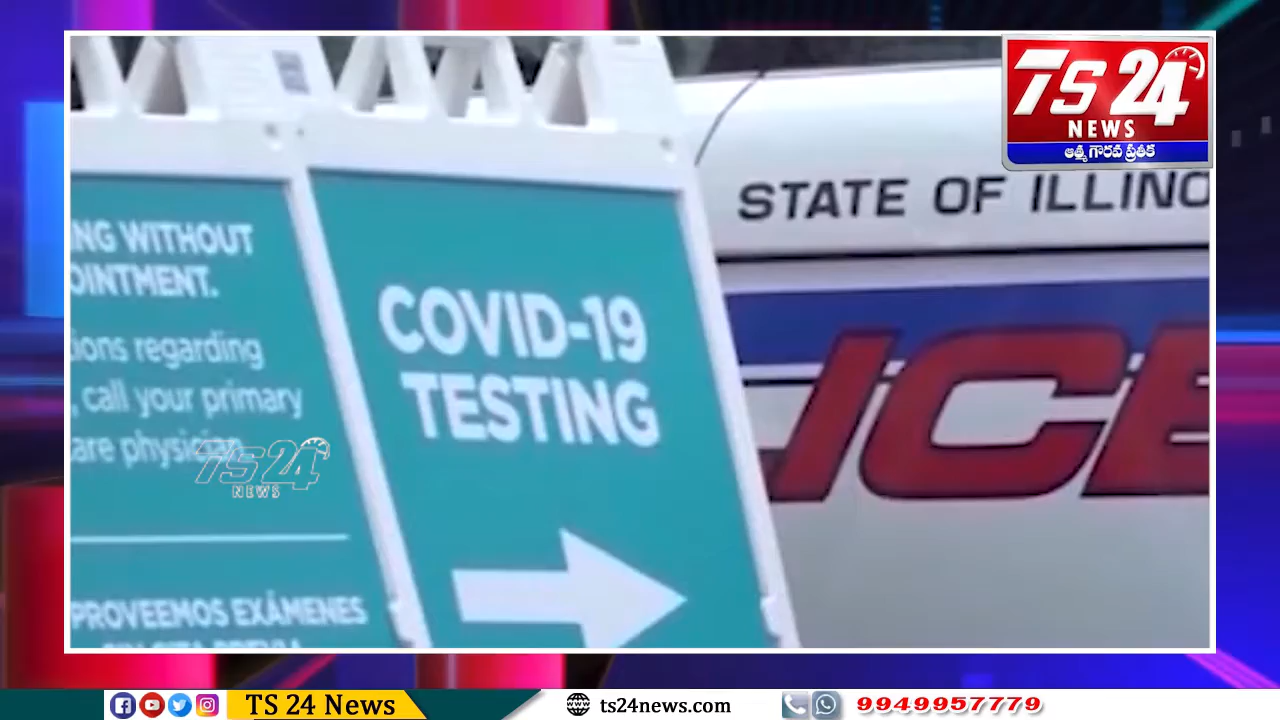 TS 24
NEWS
ఆత్మ గౌరవ ప్రతీక
STATE OF ILLINO
ICE
NG WITHOUT
OINTMENT.
tions regarding
, call your primary
are physician.
PROVEEMOS EXÁMENES
COVID-19
TESTING
TS 24
NEWS
TS 24 News
ts24news.com
9949957779